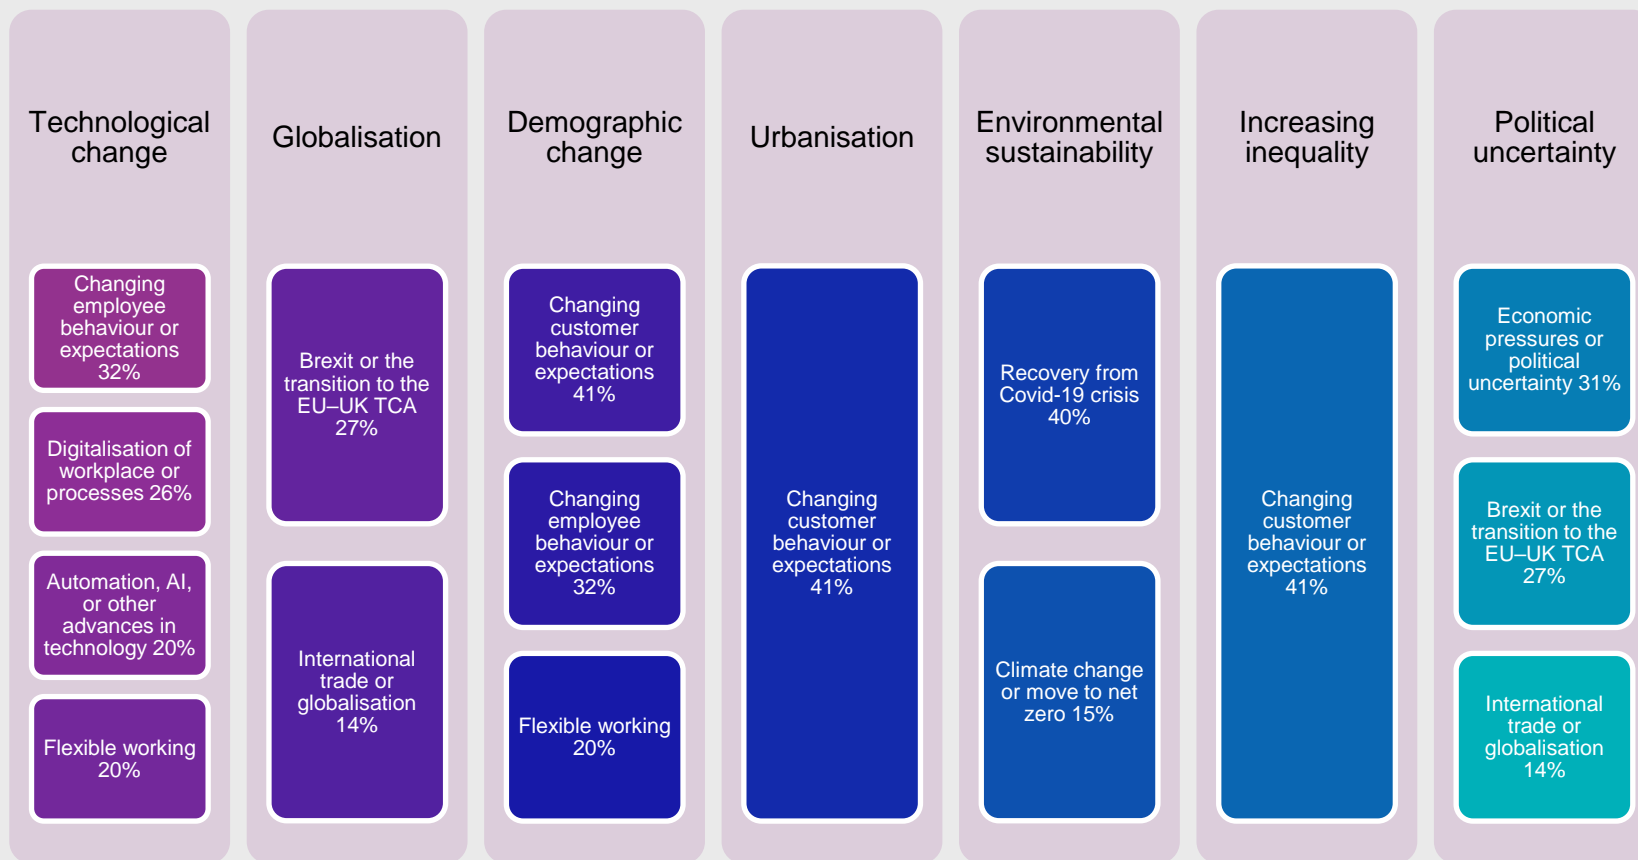 Technological
change
Changing
employee
behaviour or
expectations
32%
Digitalisation of
workplace or
processes 26%
Automation, AI,
or other
advances in
technology 20%
Flexible working
20%
Globalisation
Brexit or the
transition to the
EU–UK TCA
27%
International
trade or
globalisation
14%
Demographic
change
Changing
customer
behaviour or
expectations
41%
Changing
employee
behaviour or
expectations
32%
Flexible working
20%
Urbanisation
Changing
customer
behaviour or
expectations
41%
Environmental
sustainability
Recovery from
Covid-19 crisis
40%
Climate change
or move to net
zero 15%
Increasing
inequality
Changing
customer
behaviour or
expectations
41%
Political
uncertainty
Economic
pressures or
political
uncertainty 31%
Brexit or the
transition to the
EU–UK TCA
27%
International
trade or
globalisation
14%